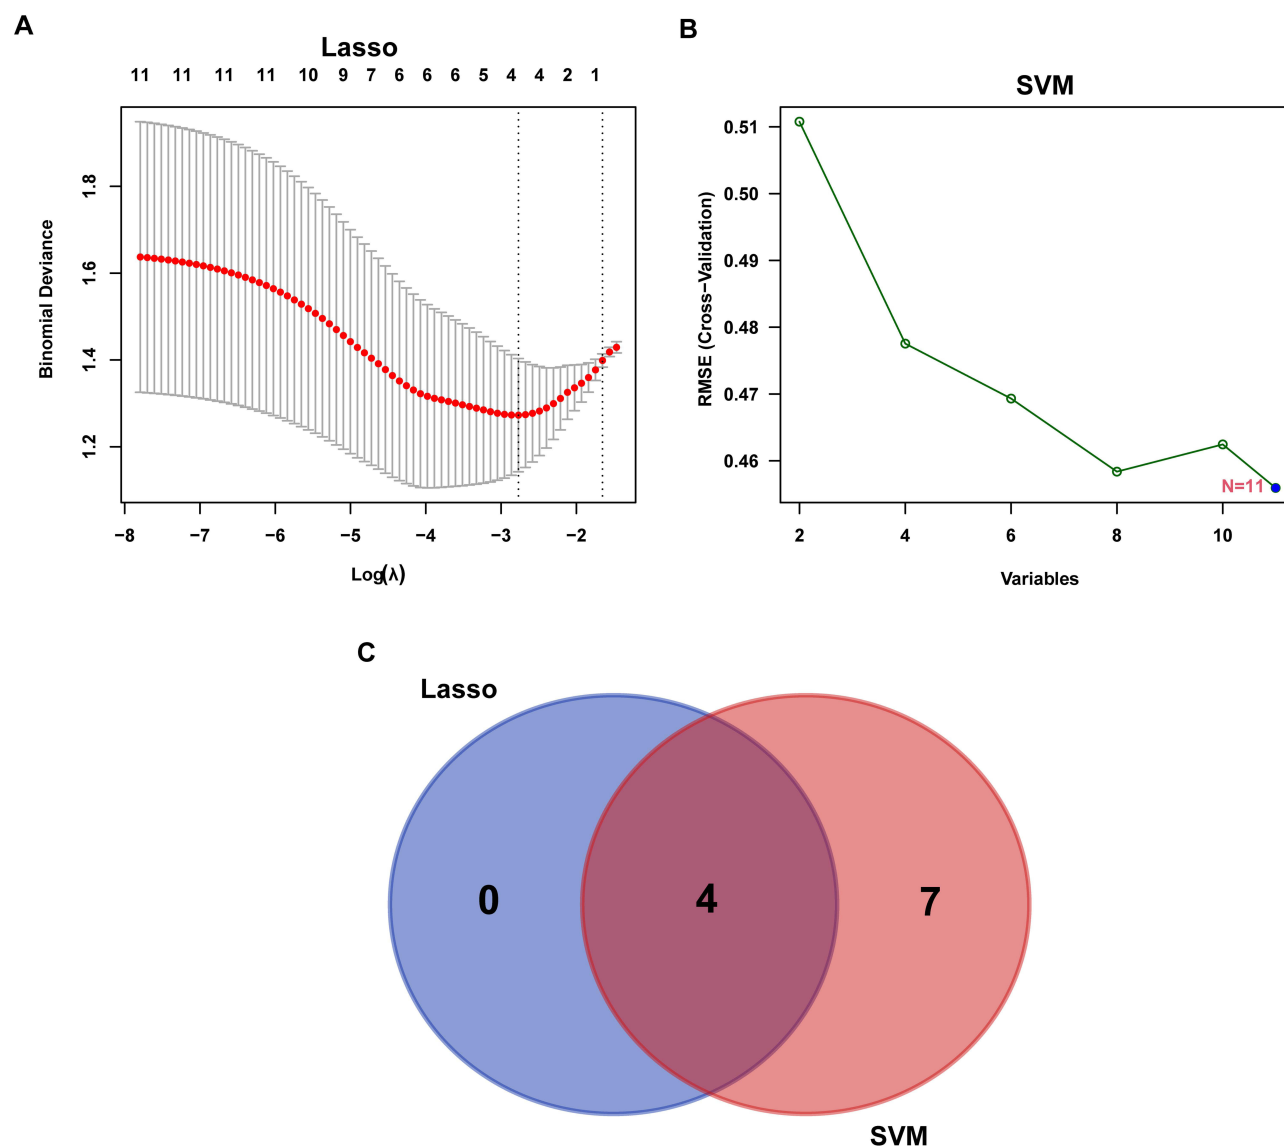 A
Lasso
11 11 11 11 10 9 7 6 6 6 5 4 4 2 1
1.8
1.6
1.4
1.2
Binomial Deviance
−8 −7 −6 −5 −4 −3 −2
Log(λ)
B
SVM
0.51
0.50
0.49
0.48
0.47
0.46
RMSE (Cross−Validation)
N=11
2 4 6 8 10
Variables
C
Lasso
0 4 7
SVM